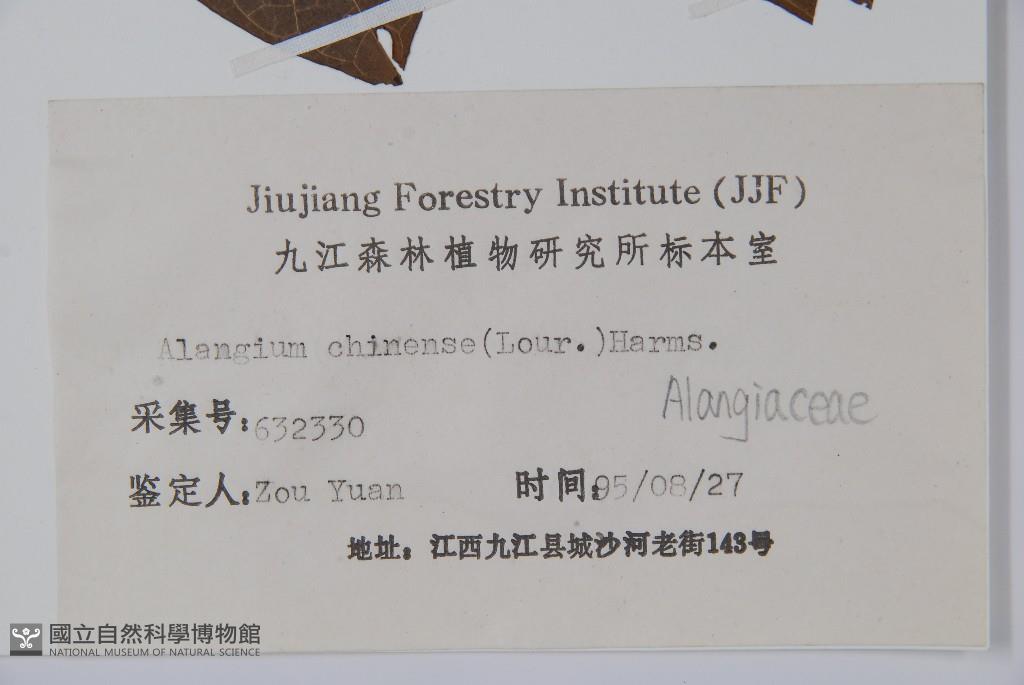 Jiujiang Forestry Institute (JJF)
九江森林植物研究所标本室
Alangium chinense(Lour.)Harms.
Alangiaceae
采集号:632330
鉴定人:Zou Yuan 时间:95/08/27
地址: 江西九江县城沙河老街143号
國立自然科學博物館
NATIONAL MUSEUM OF NATURAL SCIENCE